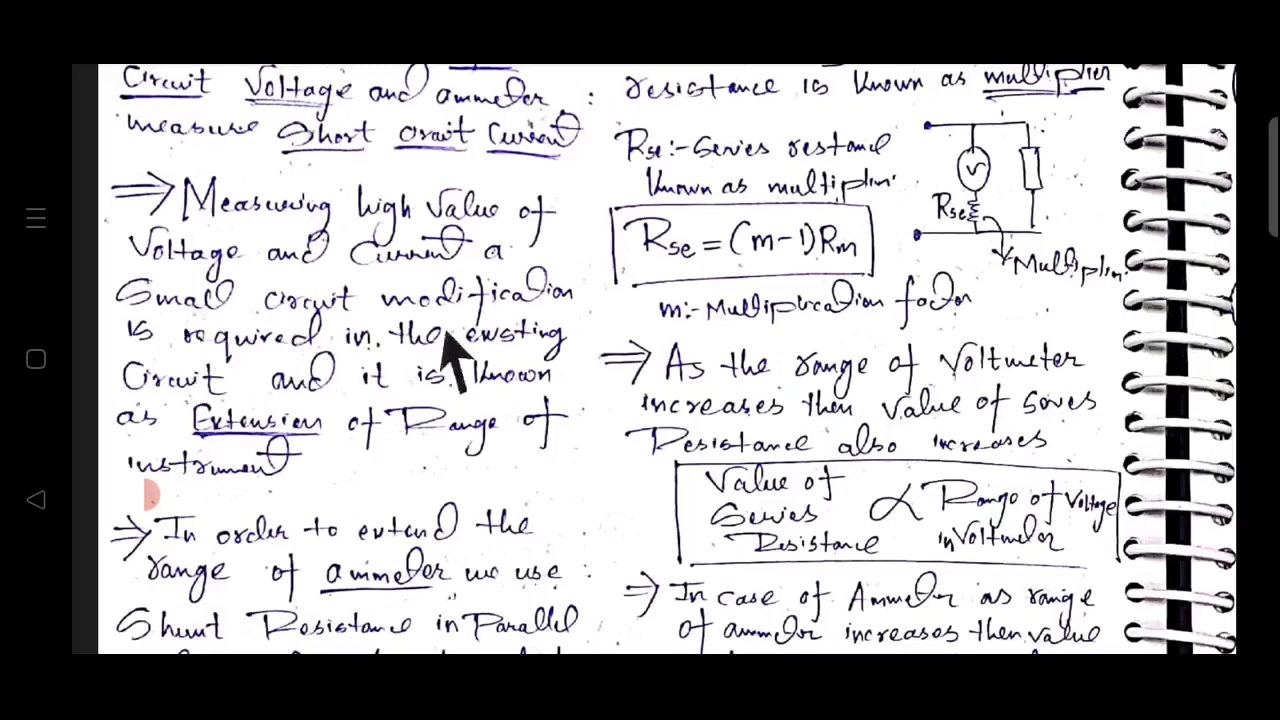 Circuit Voltage and ammeter
measure Short circuit Current
⇒ Measuring high value of
Voltage and Current a
Small circuit modification
is required in the existing
Circuit and it is known
as Extension of Range of
instrument
⇒ In order to extend the
range of ammeter we use
Shunt Resistance in Parallel
resistance is known as multiplier
Rse:- Series restance
known as multiplier
Rse = (m-1) Rm
m:- Multiplication factor
V
Rse
Multiplier
⇒ As the range of Voltmeter
increases then value of series
Resistance also increases
Value of
Series
Resistance
∝ Range of Voltage
in Voltmeter
⇒ In case of Ammeter as range
of ammeter increases then value